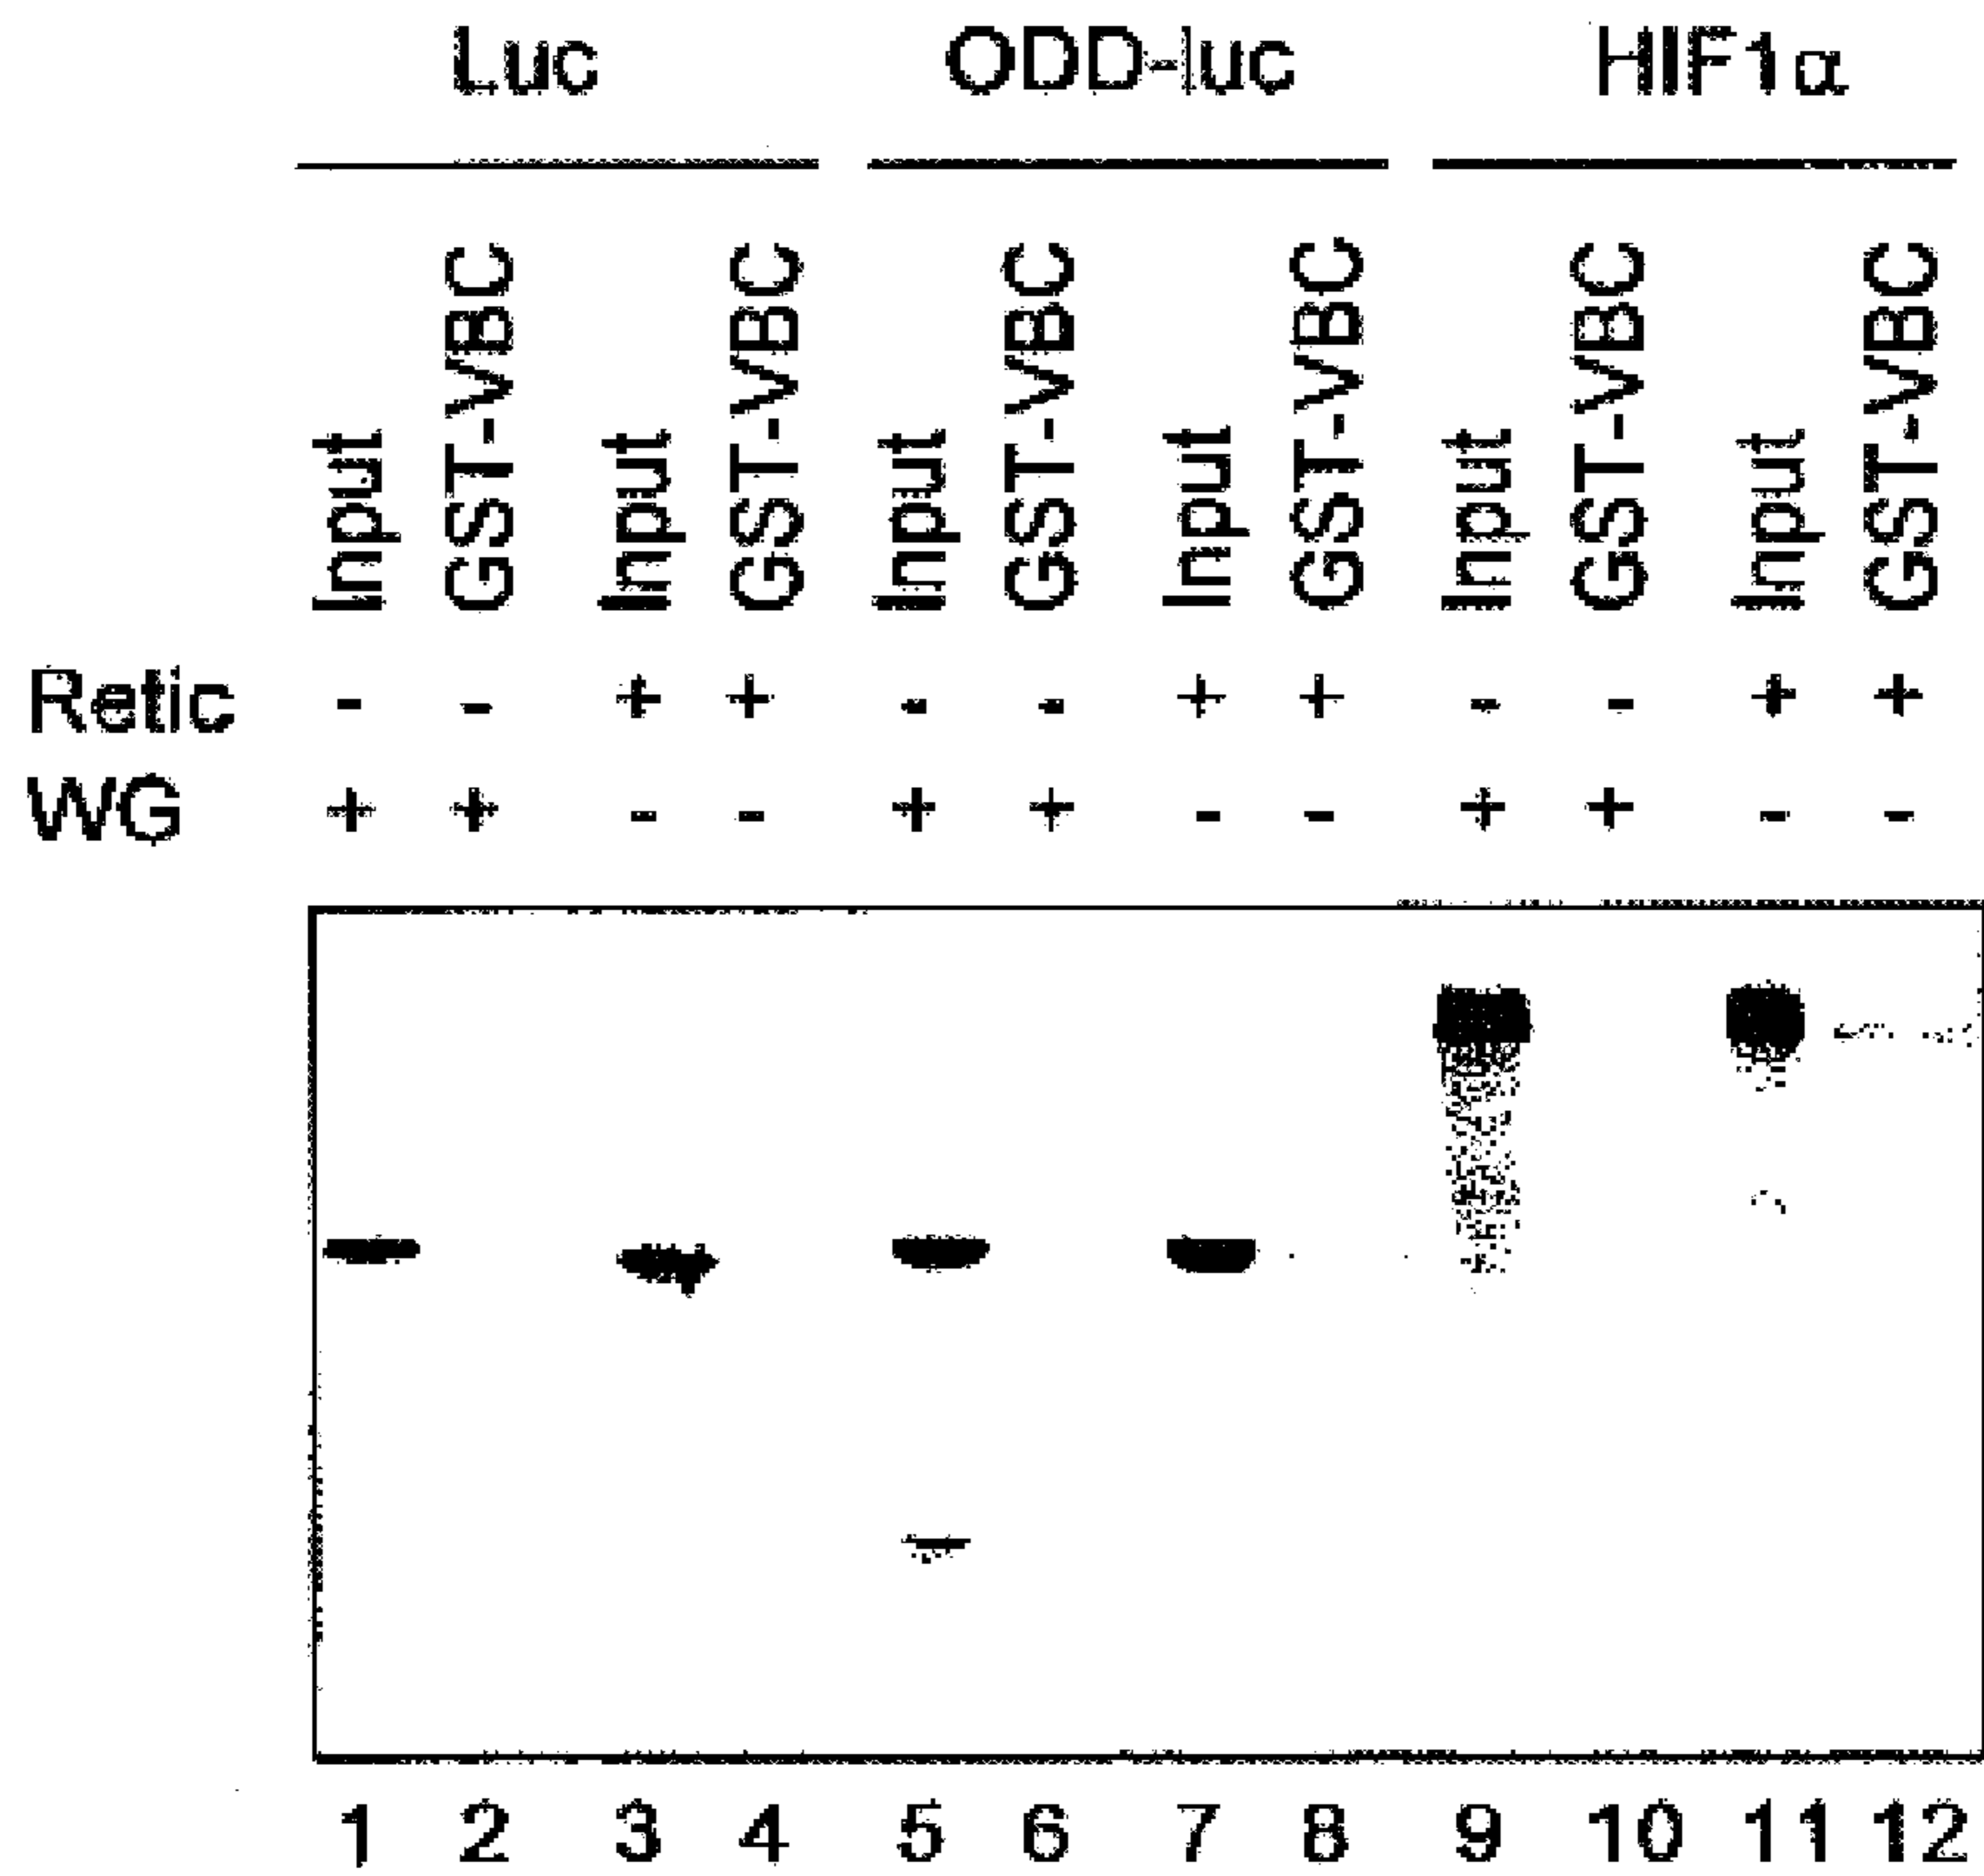 Luc ODD-luc HIF1α
Input GST-VBC Input GST-VBC Input GST-VBC Input GST-VBC Input GST-VBC Input GST-VBC
Retic - - + + - - + + - - + +
WG + + - - + + - - + + - -
1 2 3 4 5 6 7 8 9 10 11 12